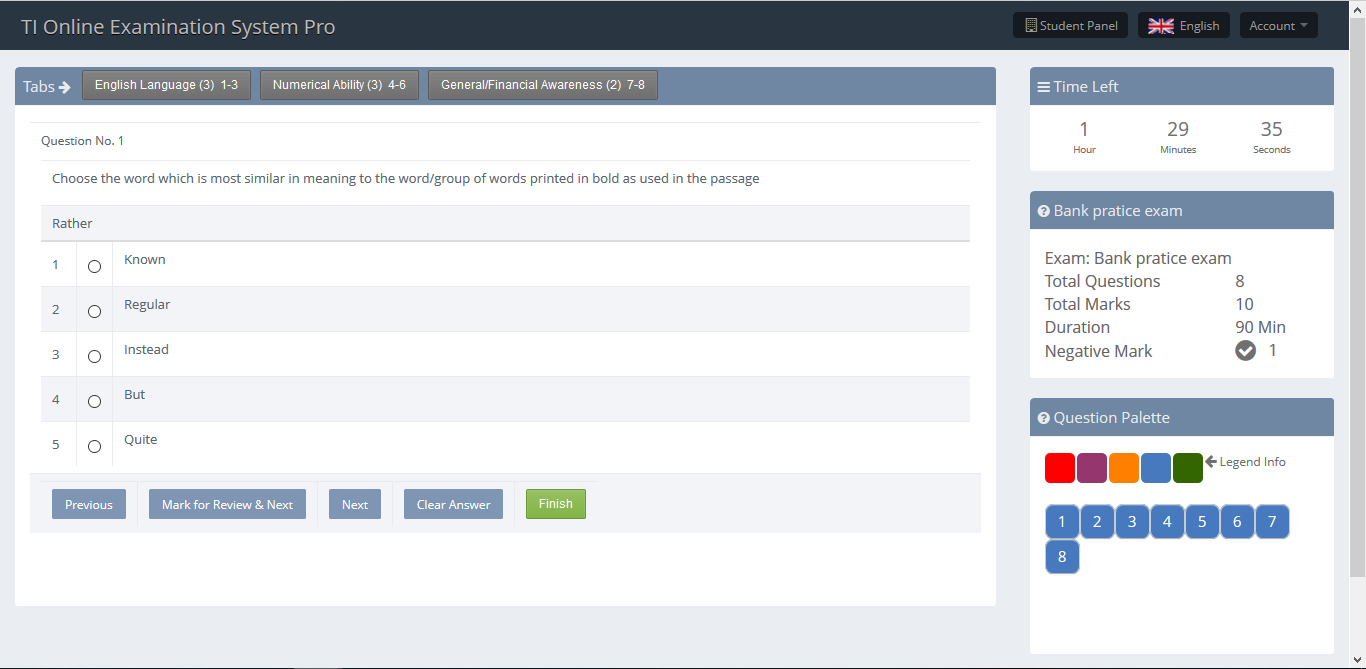 TI Online Examination System Pro
Student Panel
English
Account
Tabs
English Language (3) 1-3
Numerical Ability (3) 4-6
General/Financial Awareness (2) 7-8
Question No. 1
Choose the word which is most similar in meaning to the word/group of words printed in bold as used in the passage
Rather
1 Known
2 Regular
3 Instead
4 But
5 Quite
Previous
Mark for Review & Next
Next
Clear Answer
Finish
Time Left
1 29 35
Hour Minutes Seconds
Bank pratice exam
Exam: Bank pratice exam
Total Questions 8
Total Marks 10
Duration 90 Min
Negative Mark 1
Question Palette
Legend Info
1 2 3 4 5 6 7
8